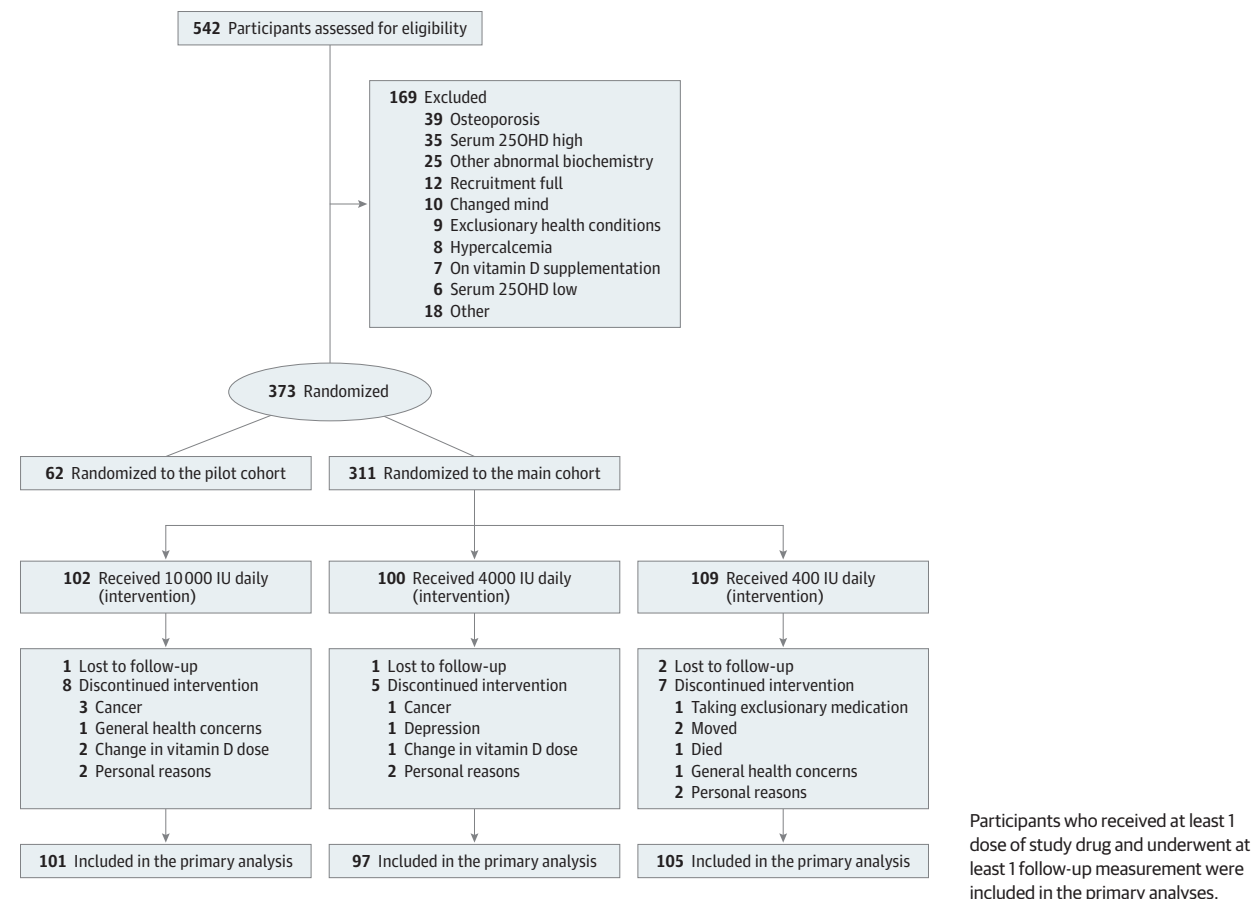 542 Participants assessed for eligibility
169 Excluded
39 Osteoporosis
35 Serum 25OHD high
25 Other abnormal biochemistry
12 Recruitment full
10 Changed mind
9 Exclusionary health conditions
8 Hypercalcemia
7 On vitamin D supplementation
6 Serum 25OHD low
18 Other
373 Randomized
62 Randomized to the pilot cohort
311 Randomized to the main cohort
102 Received 10 000 IU daily
(intervention)
100 Received 4000 IU daily
(intervention)
109 Received 400 IU daily
(intervention)
1 Lost to follow-up
8 Discontinued intervention
3 Cancer
1 General health concerns
2 Change in vitamin D dose
2 Personal reasons
1 Lost to follow-up
5 Discontinued intervention
1 Cancer
1 Depression
1 Change in vitamin D dose
2 Personal reasons
2 Lost to follow-up
7 Discontinued intervention
1 Taking exclusionary medication
2 Moved
1 Died
1 General health concerns
2 Personal reasons
101 Included in the primary analysis
97 Included in the primary analysis
105 Included in the primary analysis
Participants who received at least 1
dose of study drug and underwent at
least 1 follow-up measurement were
included in the primary analyses.